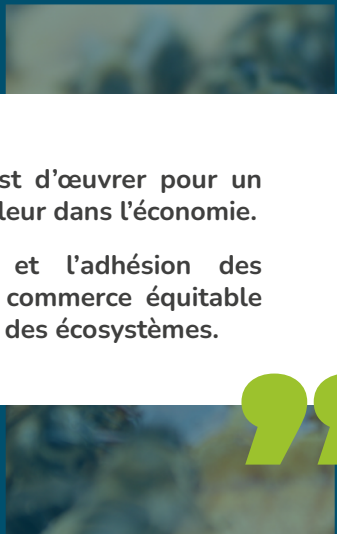 st d’œuvrer pour un
leur dans l’économie.
et l’adhésion des
commerce équitable
des écosystèmes.
”